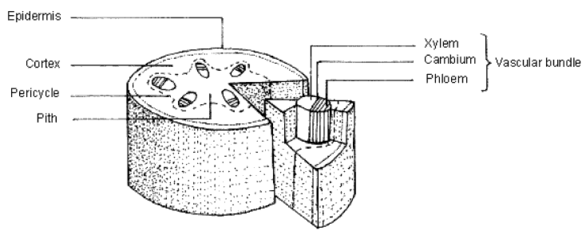 Epidermis
Cortex
Pericycle
Pith
Xylem
Cambium
Phloem
Vascular bundle